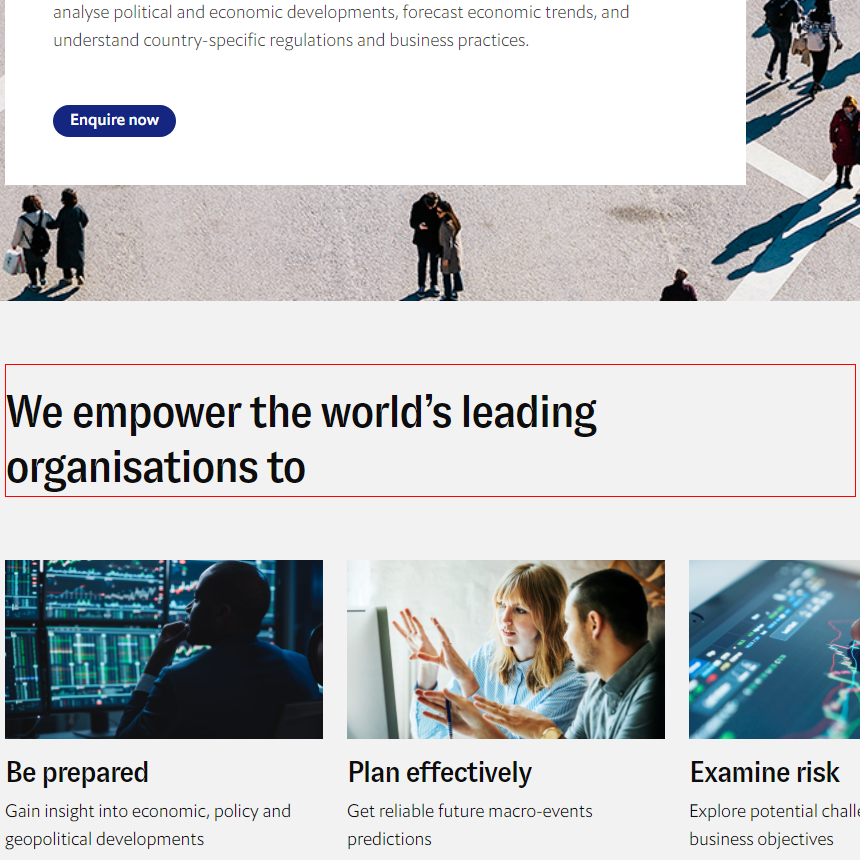 analyse political and economic developments, forecast economic trends, and
understand country-specific regulations and business practices.
Enquire now
We empower the world’s leading
organisations to
Be prepared
Gain insight into economic, policy and
geopolitical developments
Plan effectively
Get reliable future macro-events
predictions
Examine risk
Explore potential
business objectives